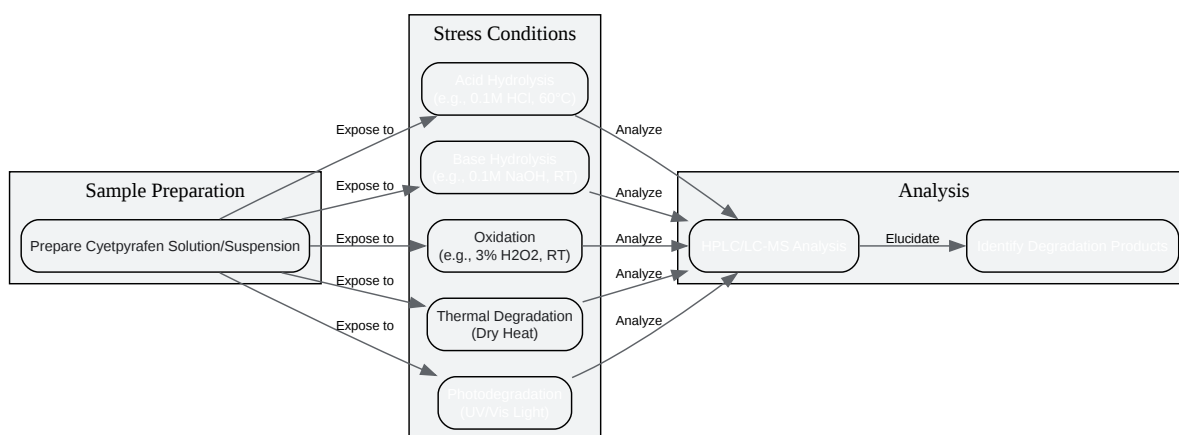 Stress Conditions
Acid Hydrolysis
(e.g., 0.1M HCl, 60°C)
Expose to
Analyze
Base Hydrolysis
(e.g., 0.1M NaOH, RT)
Expose to
Analyze
Sample Preparation
Prepare Cyetpyrafen Solution/Suspension
Expose to
Oxidation
(e.g., 3% H2O2, RT)
Analyze
Analysis
HPLC/LC-MS Analysis
Elucidate
Identify Degradation Products
Expose to
Thermal Degradation
(Dry Heat)
Analyze
Expose to
Photodegradation
(UV/Vis Light)
Analyze